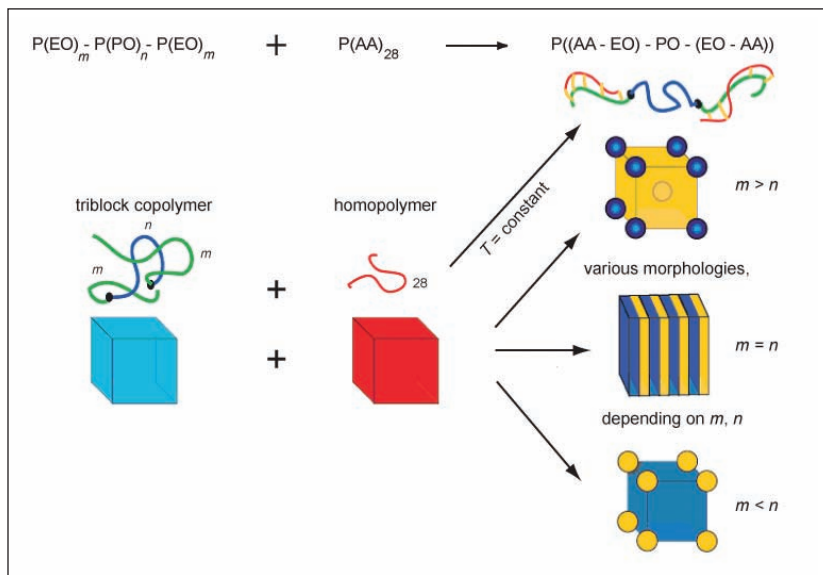 P(EO)m - P(PO)n - P(EO)m + P(AA)28 → P((AA - EO) - PO - (EO - AA))
T = constant
m > n
triblock copolymer homopolymer
n
m m
28
+
various morphologies,
+
m = n
depending on m, n
m < n